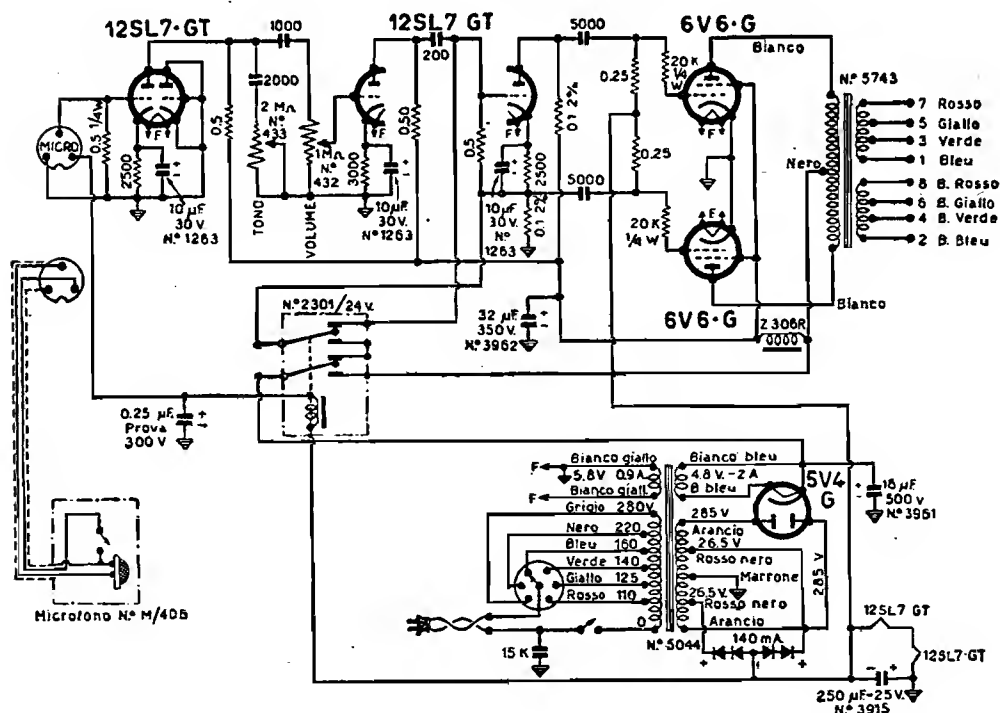 12SL7·GT
12SL7 GT
6V6·G
1000
200
5000
Bianco
2000
2 MΩ
N.º
433
0.5
0.5 1/4W
MICRO
F
2500
10 µF
30 V.
N.º 1263
TONO
VOLUME
1MΩ
N.º
432
F
3000
0.50
10 µF
30V.
N.º 1263
0.5
F
0.1 2%
2500
0.1 2%
10 µF
30 V.
N.º
1263
0.25
0.25
5000
20 K
1/4
W
F
20K
1/4 W
F
6V6·G
Nero
Bianco
N.º 5743
7 Rosso
5 Giallo
3 Verde
1 Bleu
8 B. Rosso
6 B. Giallo
4 B. Verde
2 B. Bleu
Z 306R
32 µF
350 V.
N.º 3962
N.º 2301/24 v.
0.25 µF
Prova
300 V
Microfono N.º M/406
Bianco giallo
F
5.8V 0.9A
F
Bianco giall.
Grigio 280V
Nero 220
Bleu 160
Verde 140
Giallo 125
Rosso 110
0
15 K
N.º 5044
Bianco bleu
4.8 V.-2 A
B bleu
5V4
G
285 V
Arancio
26.5V
Rosso nero
Marrone
26.5V
Rosso nero
Arancio
285 V
140 mA
16 µF
500 v
N.º 3961
12SL7 GT
12SL7·GT
250 µF-25V.
N.º 3915